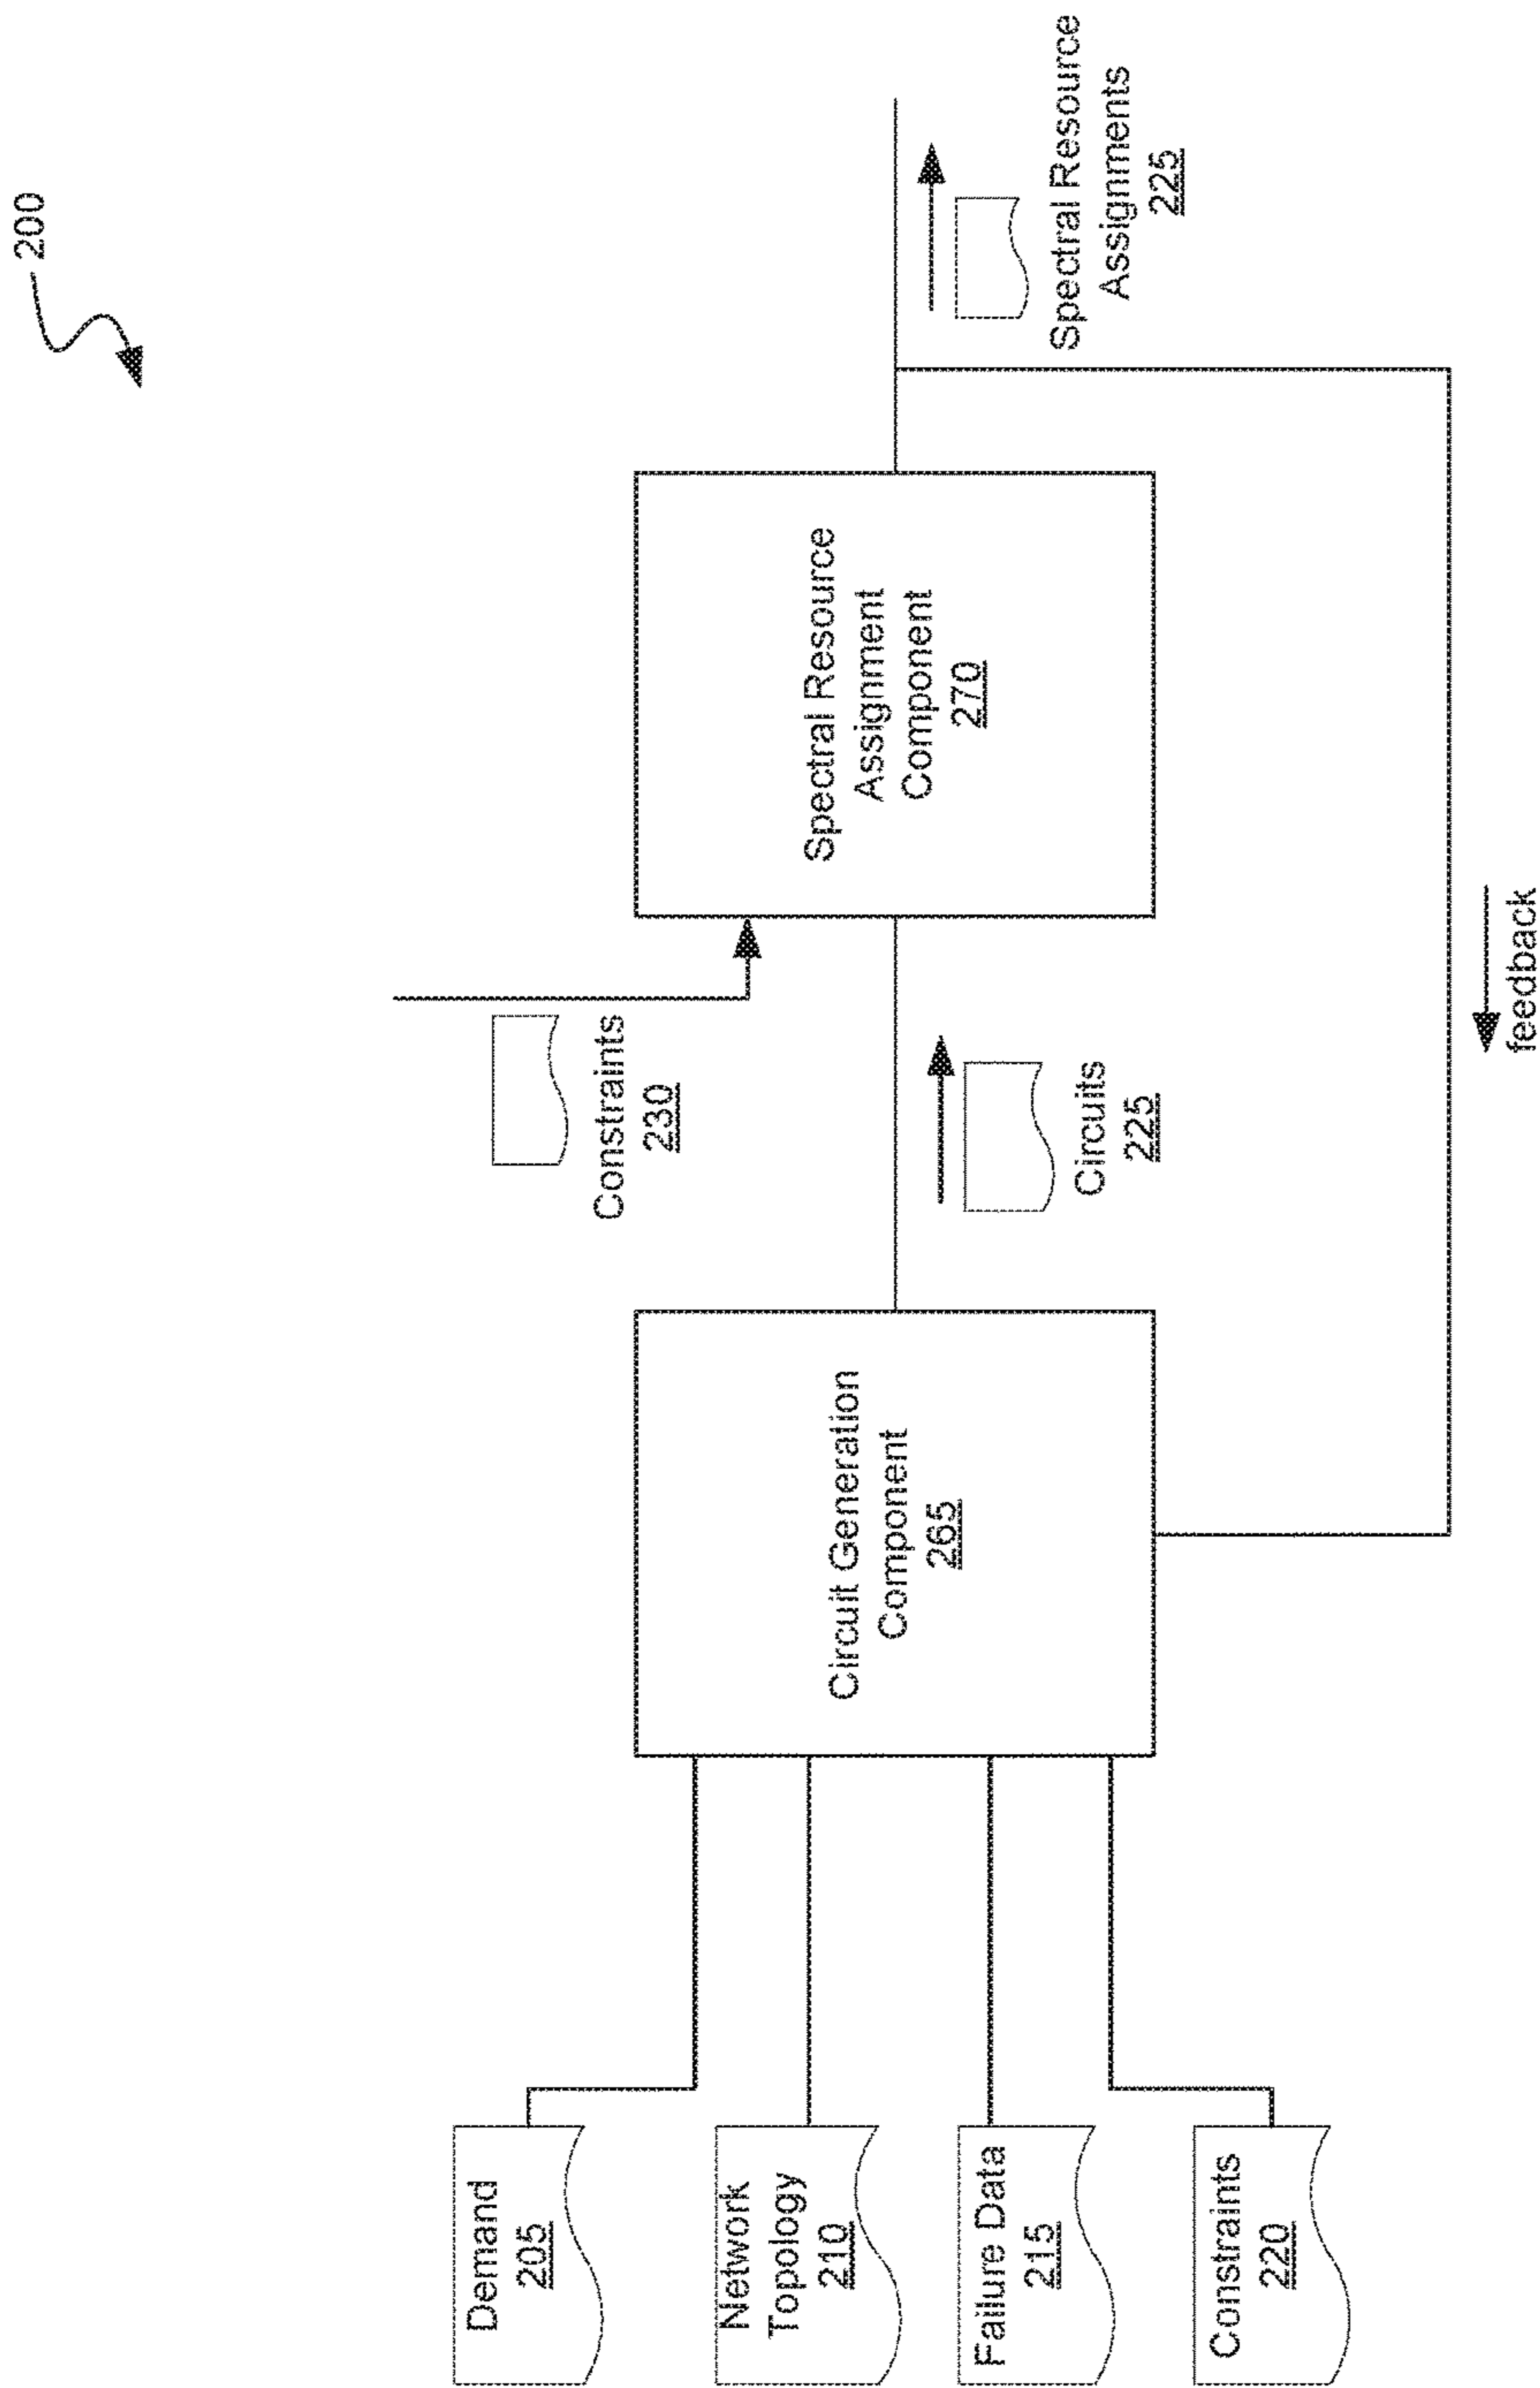 200
Demand
205
Network
Topology
210
Failure Data
215
Constraints
220
Circuit Generation
Component
265
Constraints
230
Circuits
225
Spectral Resource
Assignment
Component
270
Spectral Resource
Assignments
225
feedback